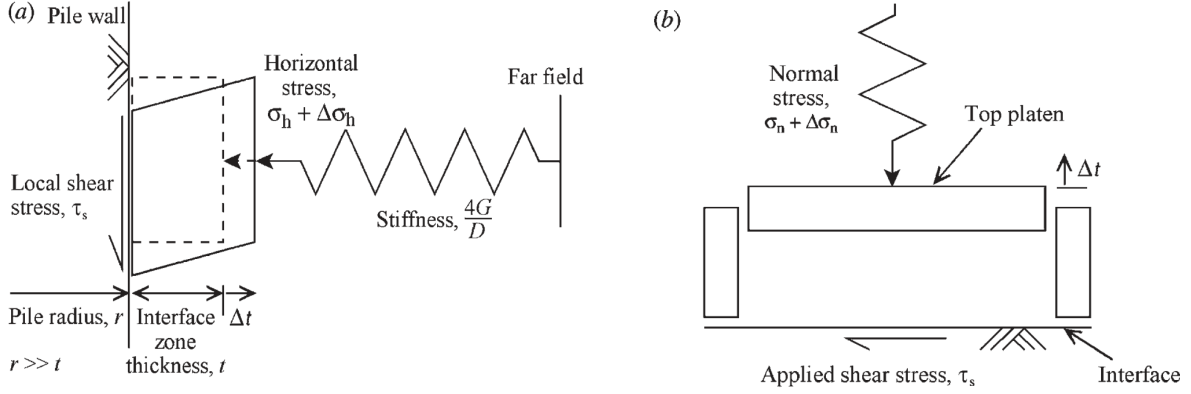 (a)
Pile wall
Horizontal
stress,
σh + Δσh
Far field
Local shear
stress, τs
Stiffness, 4G/D
Pile radius, r
Interface
zone
thickness, t
Δt
r >> t
(b)
Normal
stress,
σn + Δσn
Top platen
Δt
Applied shear stress, τs
Interface